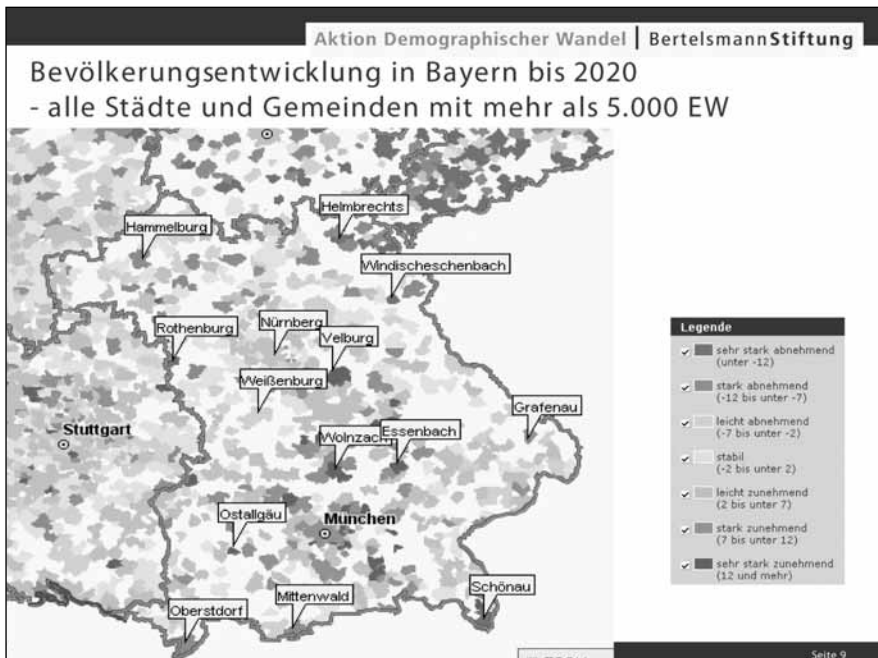 Aktion Demographischer Wandel | BertelsmannStiftung
Bevölkerungsentwicklung in Bayern bis 2020
- alle Städte und Gemeinden mit mehr als 5.000 EW
Helmbrechts
Hammelburg
Windischeschenbach
Rothenburg
Nürnberg
Velburg
Weißenburg
Stuttgart
Grafenau
Wolnzach
Essenbach
Ostallgäu
München
Mittenwald
Schönau
Oberstdorf
Legende
sehr stark abnehmend
(unter -12)
stark abnehmend
(-12 bis unter -7)
leicht abnehmend
(-7 bis unter -2)
stabil
(-2 bis unter 2)
leicht zunehmend
(2 bis unter 7)
stark zunehmend
(7 bis unter 12)
sehr stark zunehmend
(12 und mehr)
Seite 9